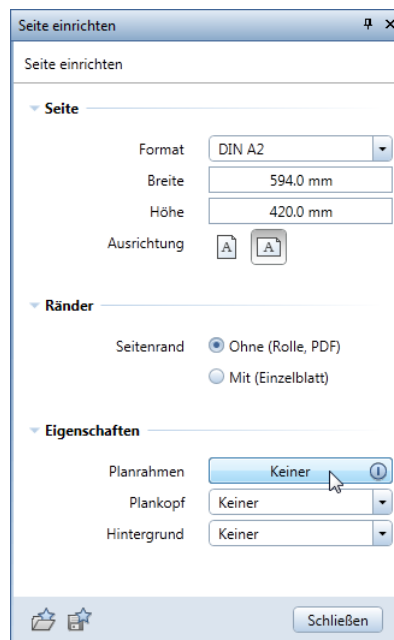 Seite einrichten
Seite einrichten
Seite
Format DIN A2
Breite 594.0 mm
Höhe 420.0 mm
Ausrichtung A A
Ränder
Seitenrand Ohne (Rolle, PDF)
Mit (Einzelblatt)
Eigenschaften
Planrahmen Keiner
Plankopf Keiner
Hintergrund Keiner
Schließen